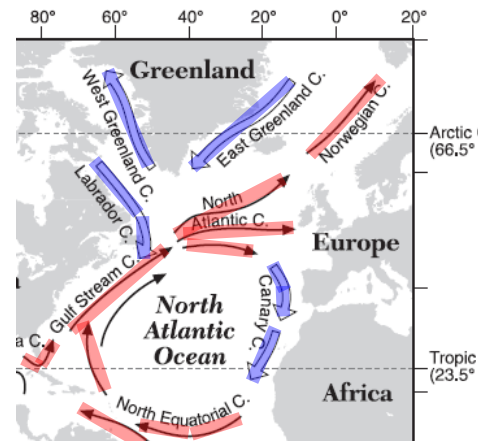 80° 60° 40° 20° 0° 20°
Greenland
West Greenland C.
East Greenland C.
Norwegian C.
Arctic
(66.5°
Labrador C.
North
Atlantic C.
Europe
Gulf Stream C.
Canary C.
North
Atlantic
Ocean
a C.
Tropic
(23.5°
Africa
North Equatorial C.